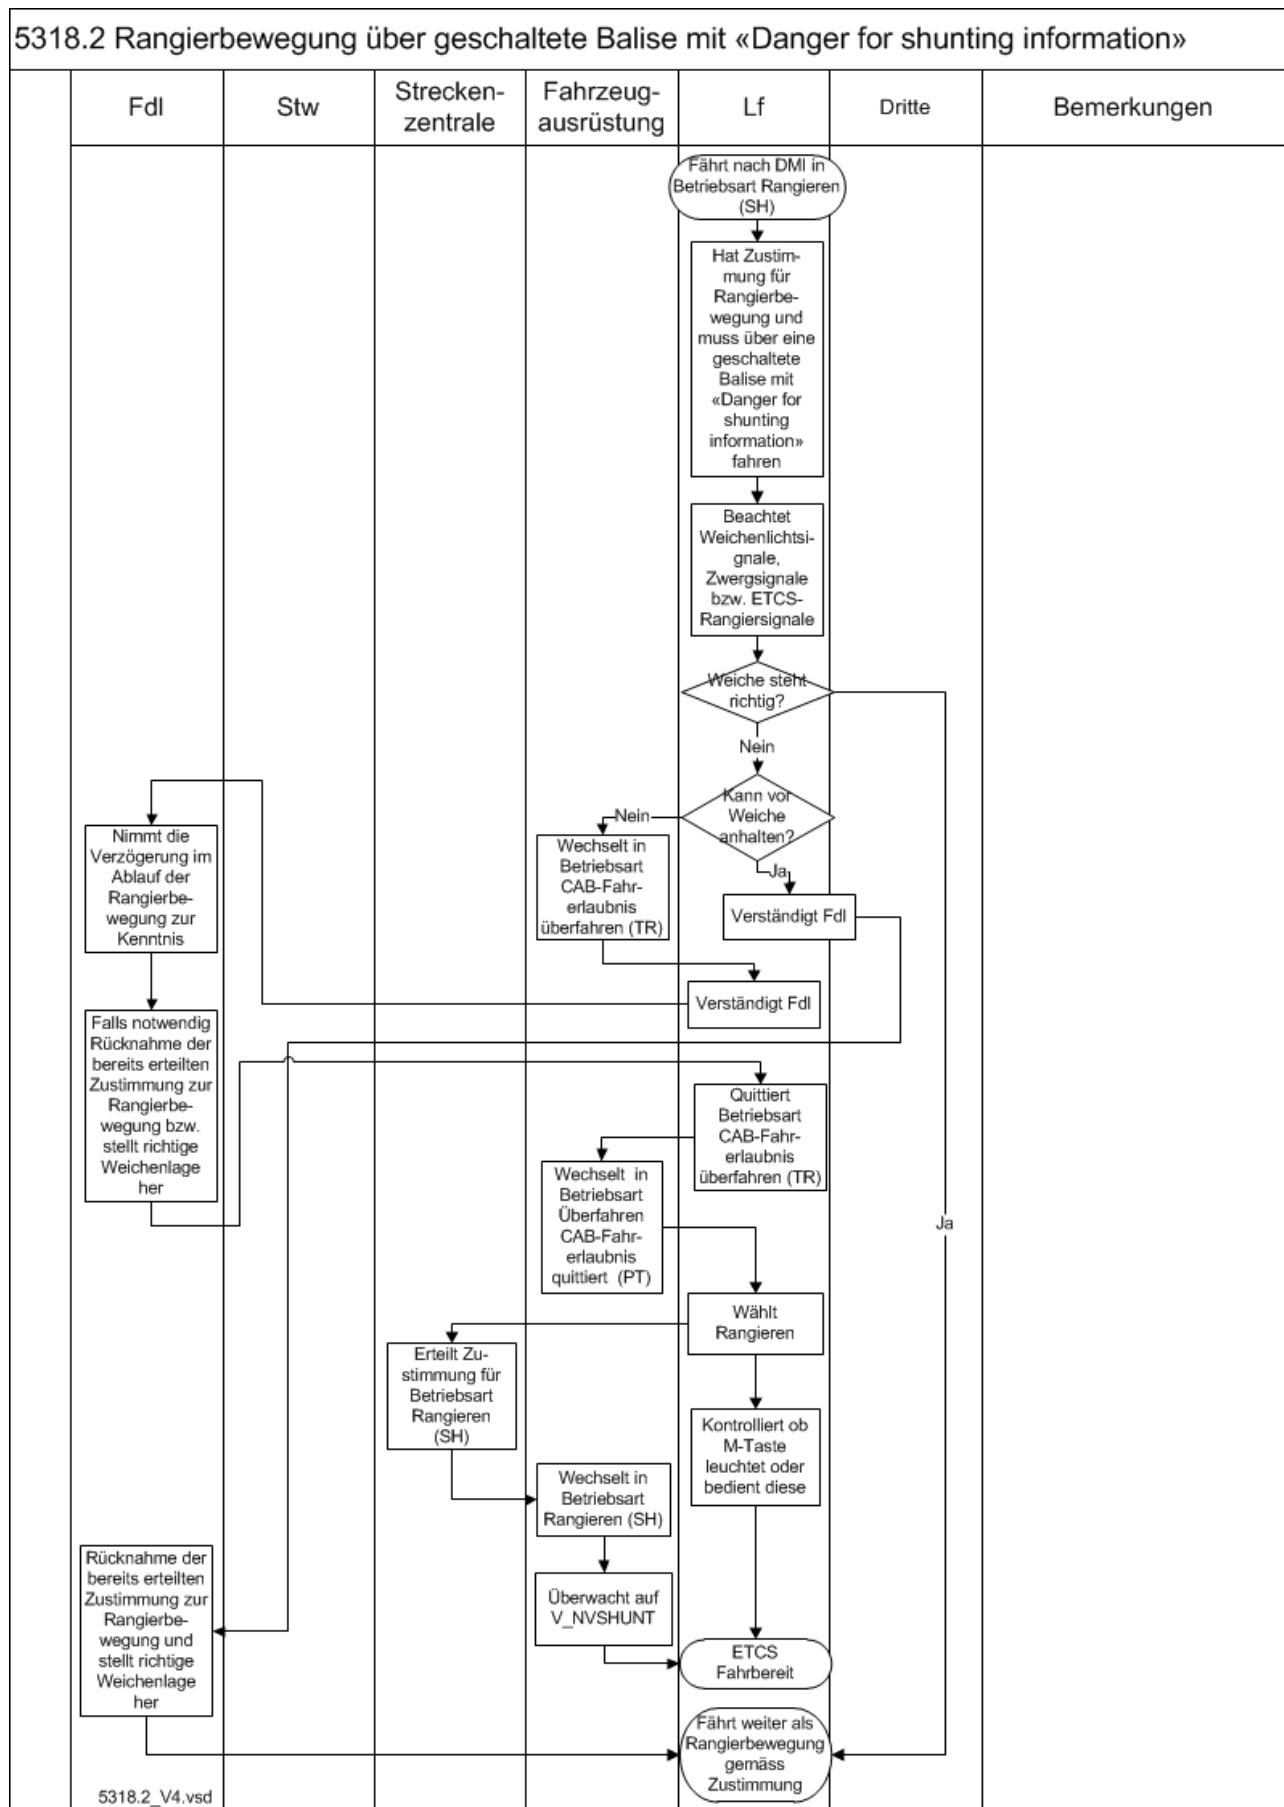 5318.2 Rangierbewegung über geschaltete Balise mit «Danger for shunting information»
Fdl
Stw
Strecken-
zentrale
Fahrzeug-
ausrüstung
Lf
Dritte
Bemerkungen
Fährt nach DMI in
Betriebsart Rangieren
(SH)
Hat Zustim-
mung für
Rangierbe-
wegung und
muss über eine
geschaltete
Balise mit
«Danger for
shunting
information»
fahren
Beachtet
Weichenlichtsi-
gnale,
Zwergsignale
bzw. ETCS-
Rangiersignale
Weiche steht
richtig?
Nein
Kann vor
Weiche
anhalten?
Nein
Ja
Nimmt die
Verzögerung im
Ablauf der
Rangierbe-
wegung zur
Kenntnis
Wechselt in
Betriebsart
CAB-Fahr-
erlaubnis
überfahren (TR)
Verständigt Fdl
Verständigt Fdl
Falls notwendig
Rücknahme der
bereits erteilten
Zustimmung zur
Rangierbe-
wegung bzw.
stellt richtige
Weichenlage
her
Quittiert
Betriebsart
CAB-Fahr-
erlaubnis
überfahren (TR)
Wechselt in
Betriebsart
Überfahren
CAB-Fahr-
erlaubnis
quittiert (PT)
Ja
Wählt
Rangieren
Erteilt Zu-
stimmung für
Betriebsart
Rangieren
(SH)
Kontrolliert ob
M-Taste
leuchtet oder
bedient diese
Wechselt in
Betriebsart
Rangieren (SH)
Rücknahme der
bereits erteilten
Zustimmung zur
Rangierbe-
wegung und
stellt richtige
Weichenlage
her
Überwacht auf
V_NVSHUNT
ETCS
Fahrbereit
Fährt weiter als
Rangierbewegung
gemäss
Zustimmung
5318.2_V4.vsd